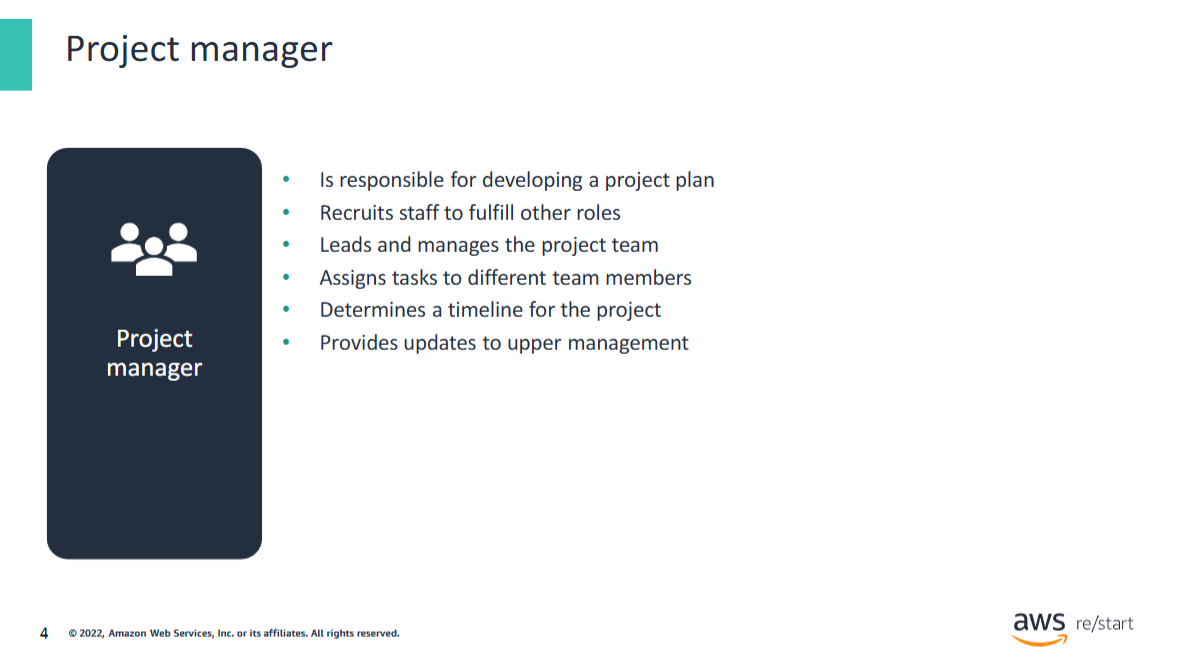 Project manager
Project
manager
• Is responsible for developing a project plan
• Recruits staff to fulfill other roles
• Leads and manages the project team
• Assigns tasks to different team members
• Determines a timeline for the project
• Provides updates to upper management
4 © 2022, Amazon Web Services, Inc. or its affiliates. All rights reserved.
aws re/start